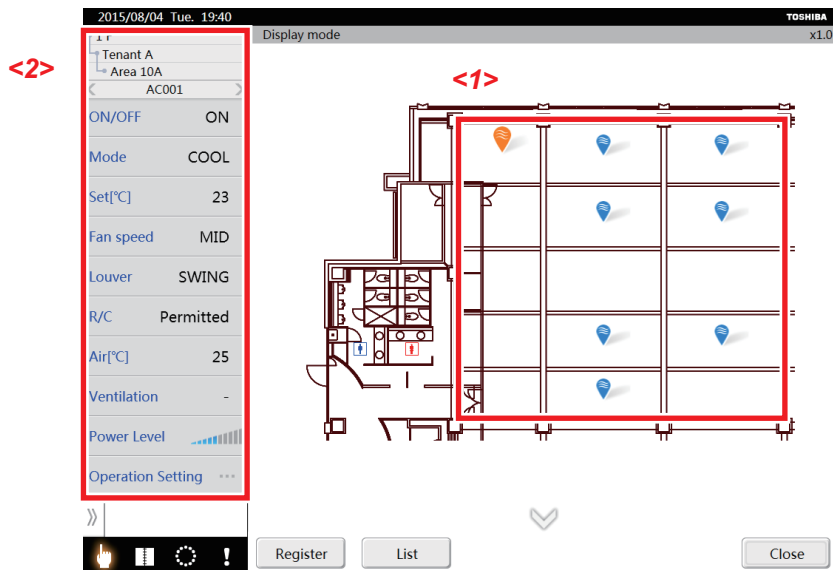 2015/08/04 Tue. 19:40
TOSHIBA
Display mode
x1.0
<2>
Tenant A
Area 10A
AC001
<1>
ON/OFF ON
Mode COOL
Set[℃] 23
Fan speed MID
Louver SWING
R/C Permitted
Air[℃] 25
Ventilation -
Power Level
Operation Setting ...
Register
List
Close